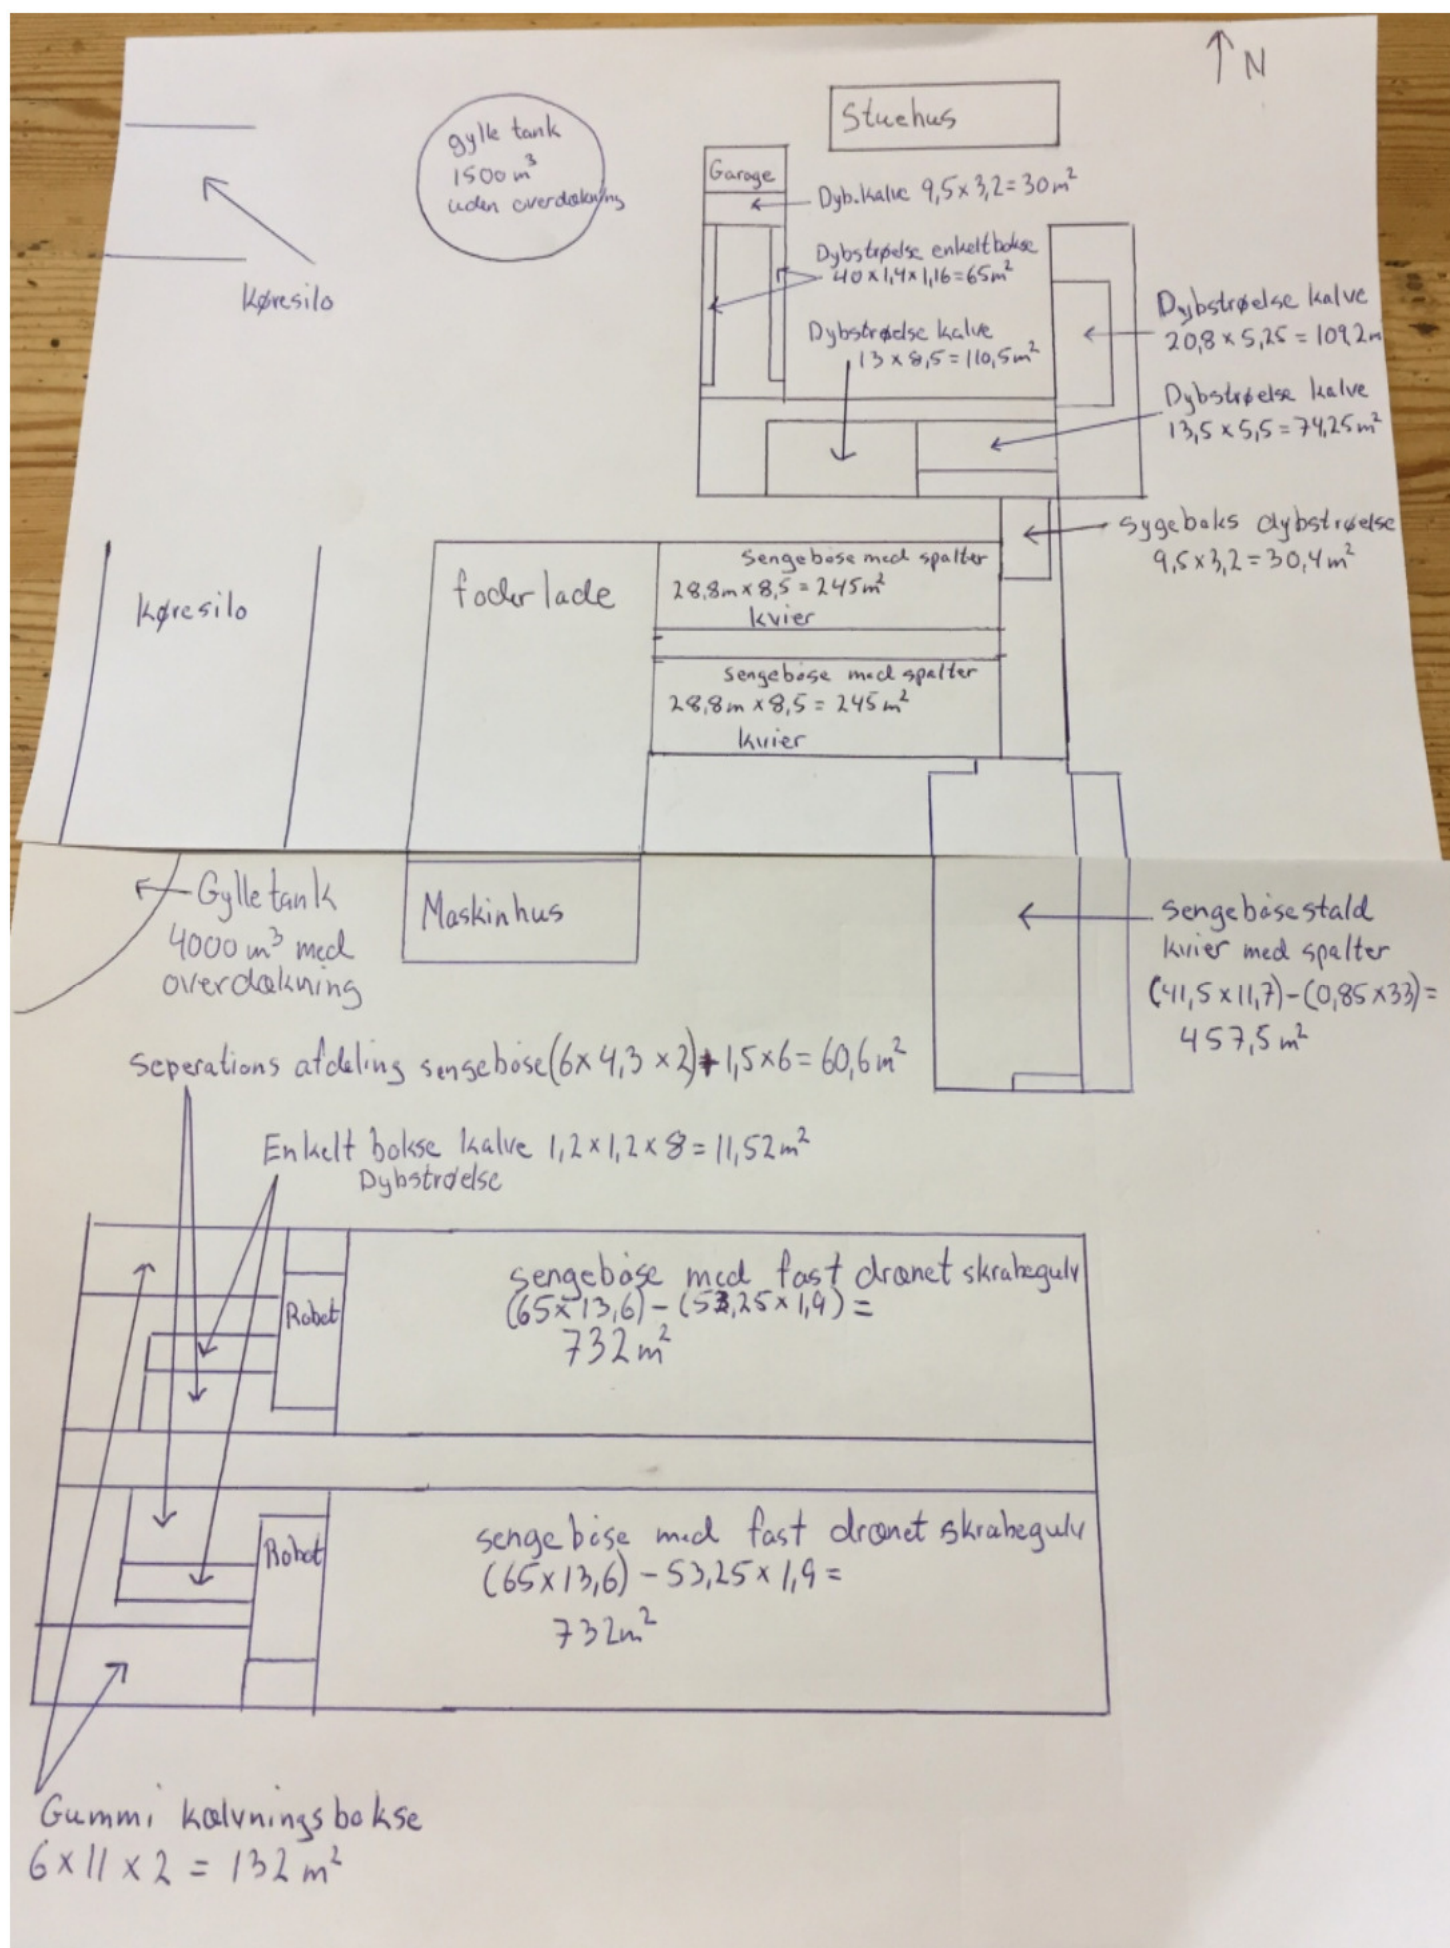 N
Stuehus
gylle tank
1500 m³
uden overdækning
Garage
Dyb.kalve 9,5 x 3,2 = 30 m²
Dybstrøelse enkeltbokse
40 x 1,4 x 1,16 = 65 m²
Køresilo
Dybstrøelse kalve
13 x 8,5 = 110,5 m²
Dybstrøelse kalve
20,8 x 5,25 = 109,2 m
Dybstrøelse kalve
13,5 x 5,5 = 74,25 m²
sygeboks dybstrøelse
9,5 x 3,2 = 30,4 m²
Køresilo
foderlade
Sengebåse med spalter
28,8m x 8,5 = 245 m²
kvier
Sengebåse med spalter
28,8m x 8,5 = 245 m²
kvier
Gylletank
4000 m³ med
overdækning
Maskinhus
Sengebåsestald
kvier med spalter
(41,5 x 11,7) - (0,85 x 33) =
457,5 m²
Seperations afdeling sengebåse (6 x 4,3 x 2) + 1,5 x 6 = 60,6 m²
Enkelt bokse kalve 1,2 x 1,2 x 8 = 11,52 m²
Dybstrøelse
Robot
sengebåse med fast drænet skrabegulv
(65 x 13,6) - (53,25 x 1,9) =
732 m²
Robot
sengebåse med fast drænet skrabegulv
(65 x 13,6) - 53,25 x 1,9 =
732 m²
Gummi kælvningsbokse
6 x 11 x 2 = 132 m²